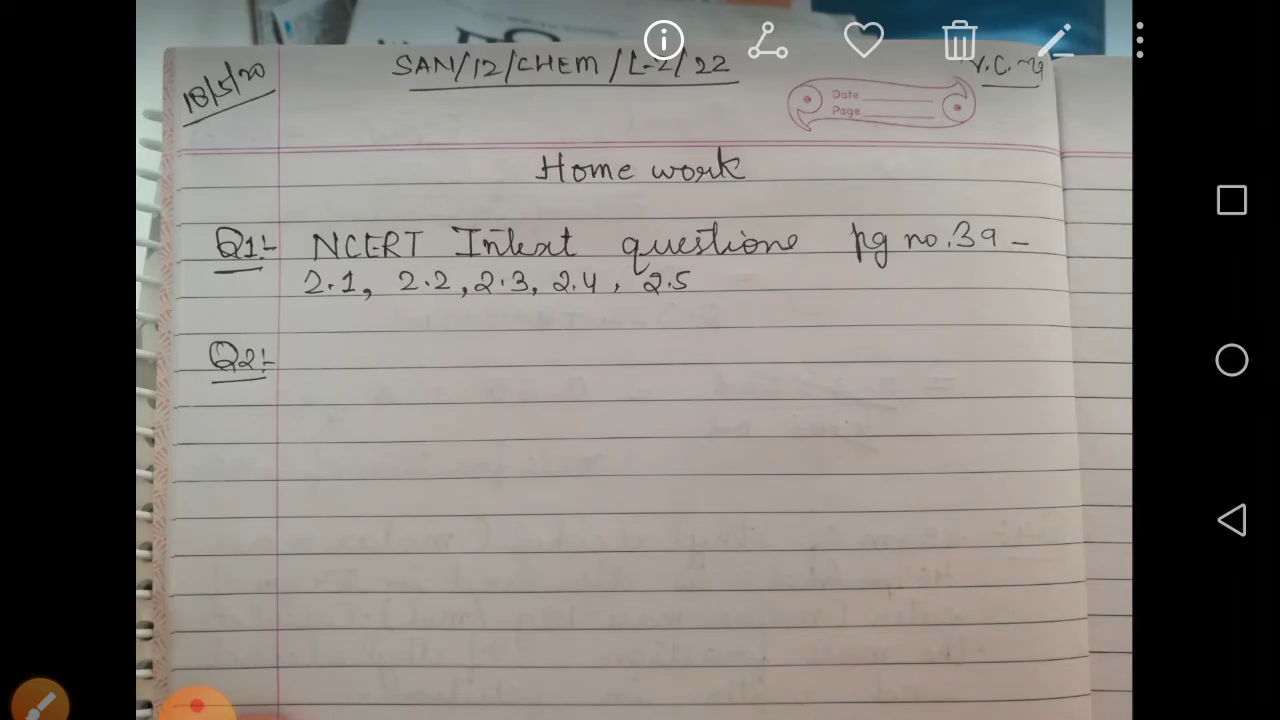 18/5/20
SAN/12/CHEM/L-2/22
V.C.-4
Date
Page
Home work
Q1:- NCERT Intext questions pg no.39-
2.1, 2.2, 2.3, 2.4, 2.5
Q2:-